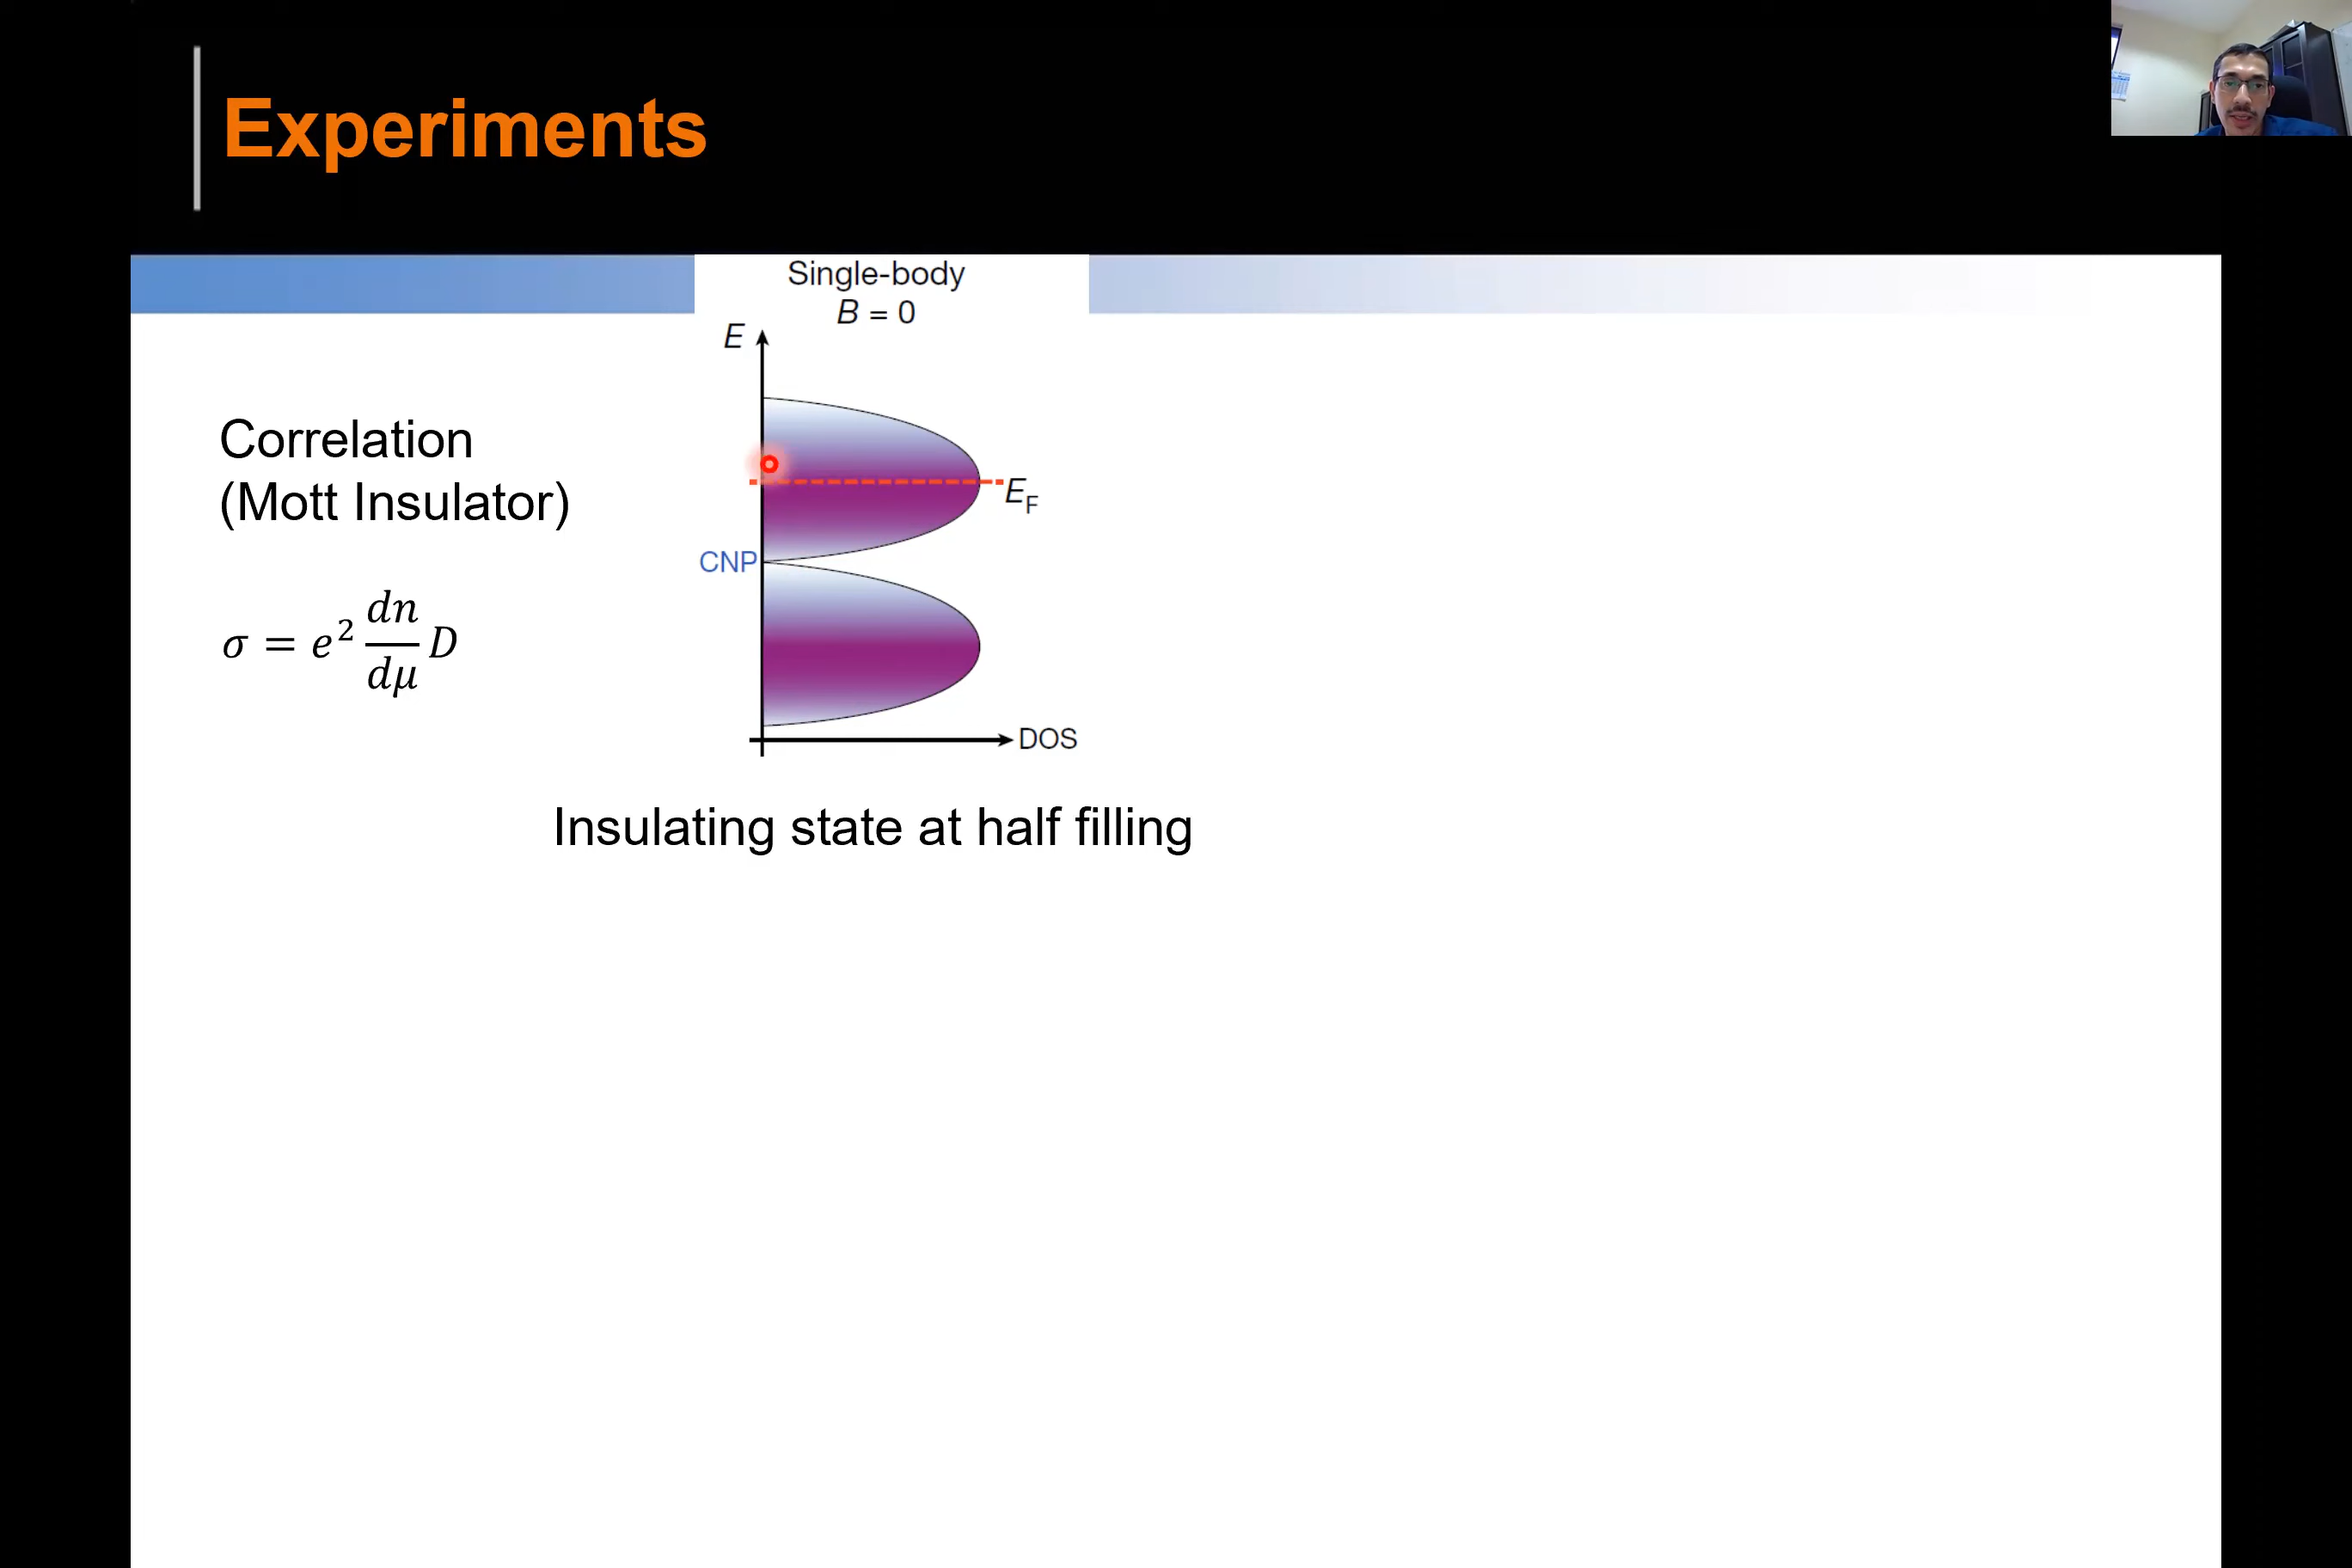 Experiments
Single-body
B = 0
E
Correlation
(Mott Insulator)
E_F
CNP
σ = e² dn/dμ D
DOS
Insulating state at half filling